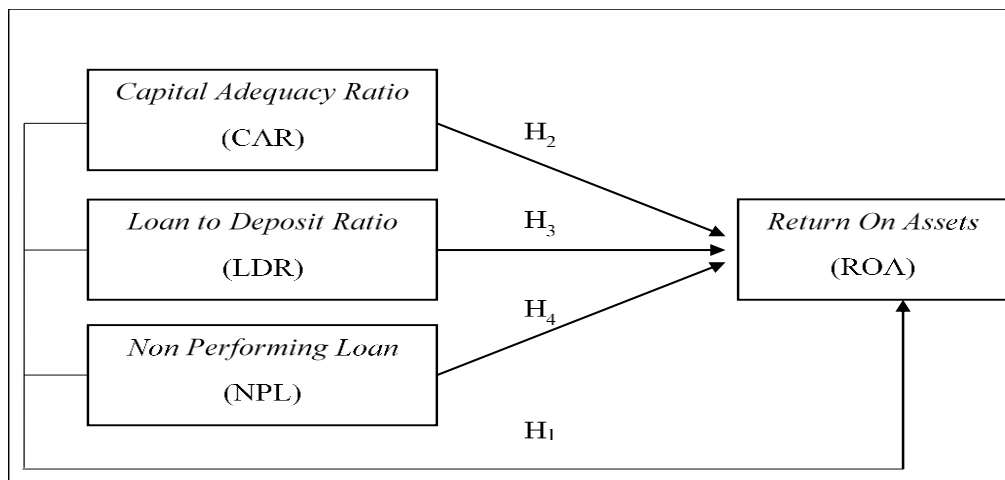 Capital Adequacy Ratio
(CAR)
H2
Loan to Deposit Ratio
(LDR)
H3
Return On Assets
(ROA)
Non Performing Loan
(NPL)
H4
H1